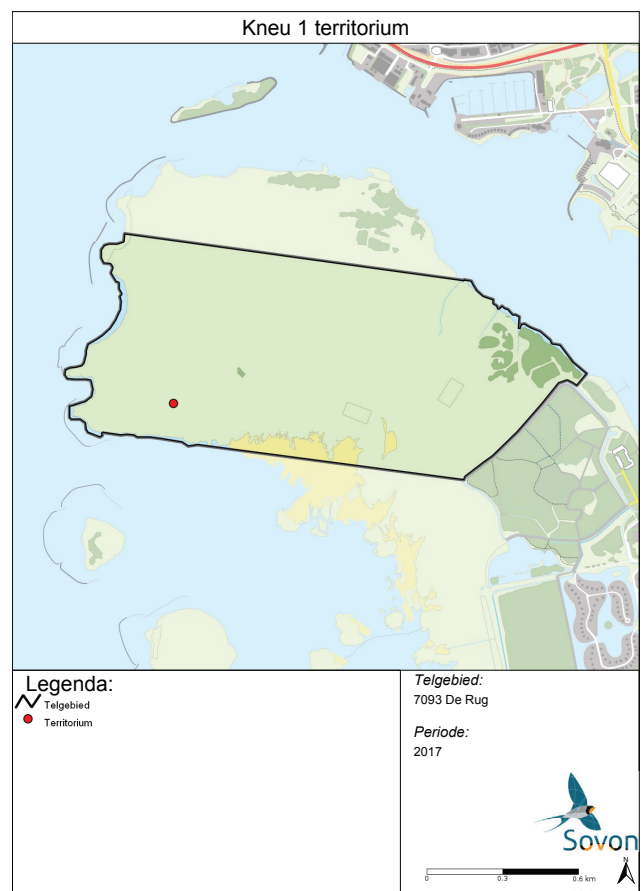 Kneu 1 territorium
Legenda:
Telgebied
Territorium
Telgebied:
7093 De Rug
Periode:
2017
Sovon
N
0 0.3 0.6 km